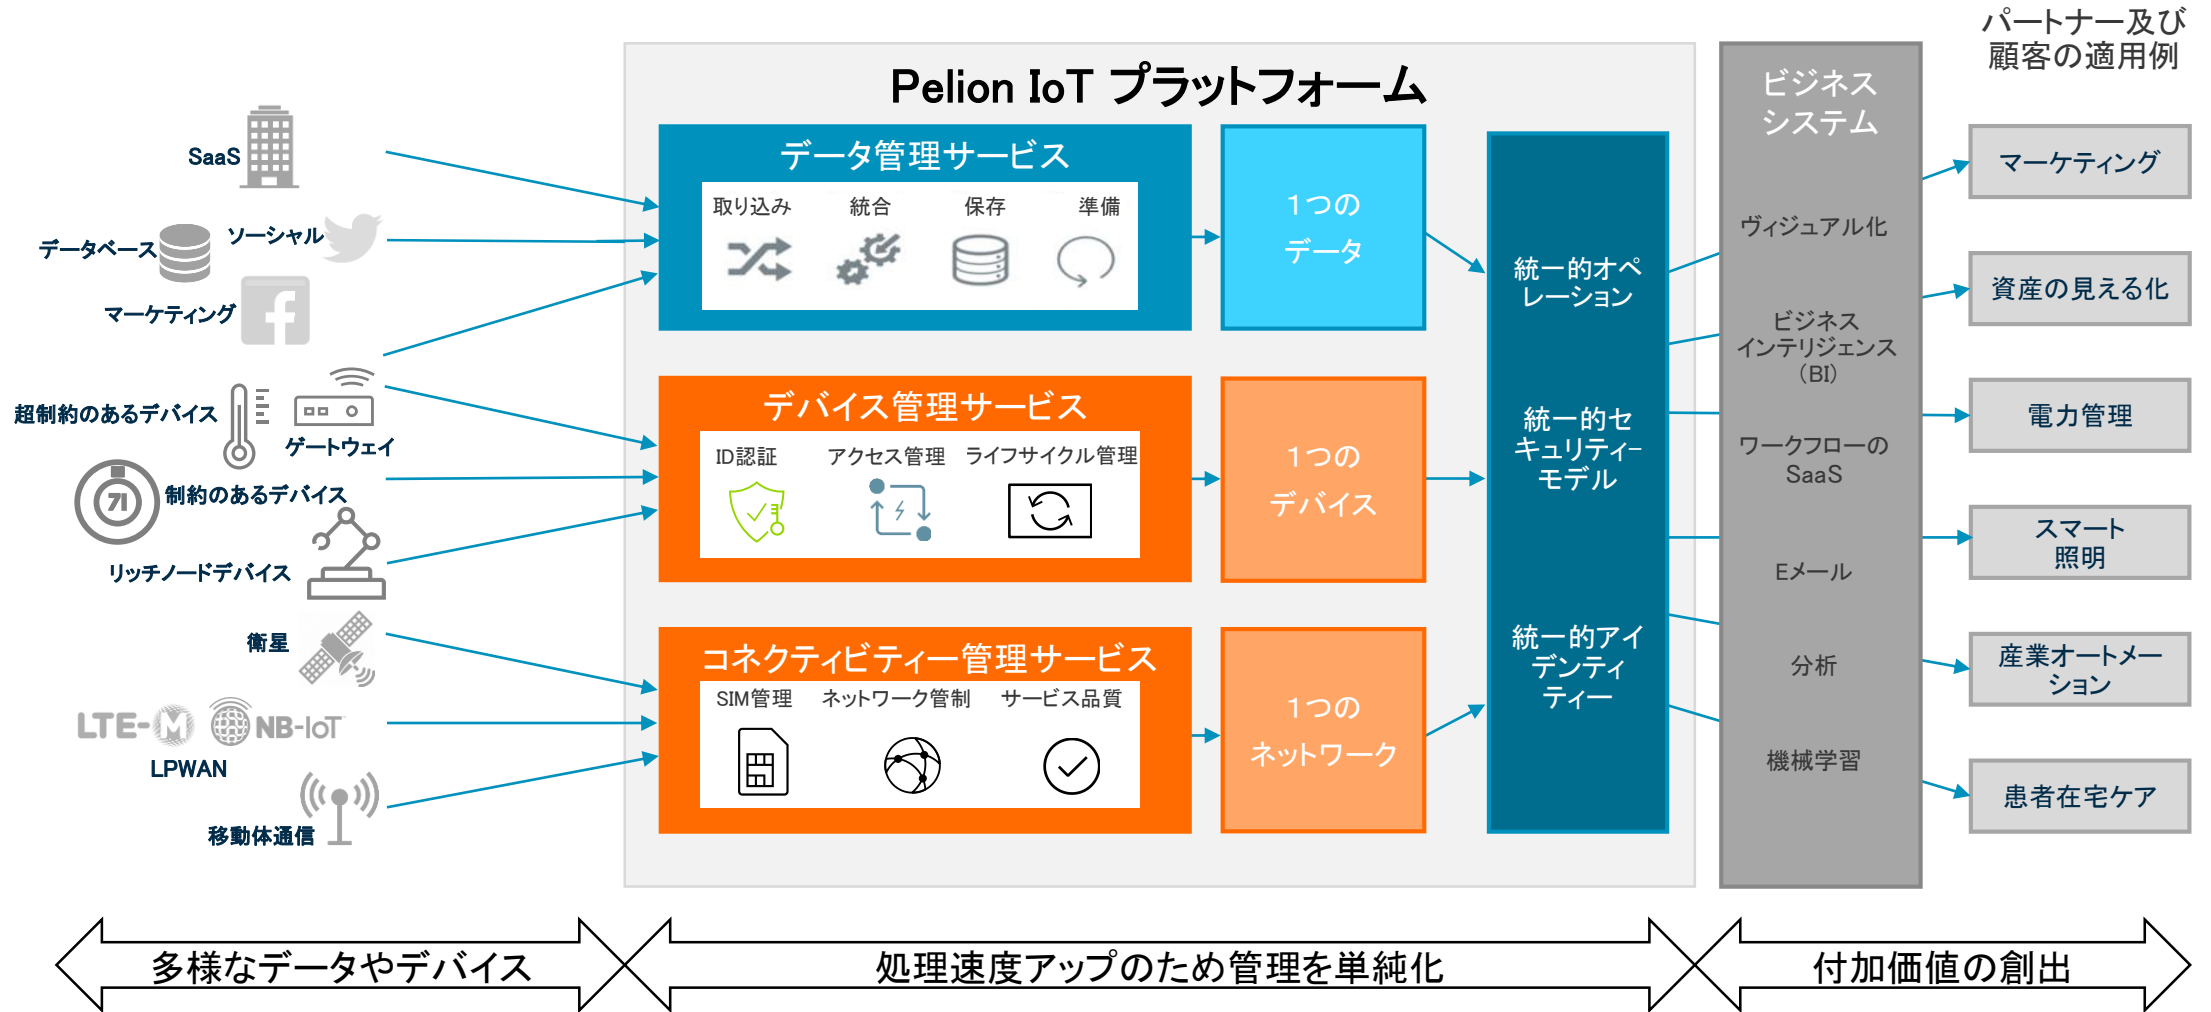 パートナー及び
顧客の適用例
Pelion IoT プラットフォーム
ビジネス
システム
SaaS
データベース
ソーシャル
マーケティング
超制約のあるデバイス
ゲートウェイ
71
制約のあるデバイス
リッチノードデバイス
衛星
LTE-M
NB-IoT
LPWAN
移動体通信
データ管理サービス
取り込み
統合
保存
準備
1つの
データ
デバイス管理サービス
ID認証
アクセス管理
ライフサイクル管理
1つの
デバイス
コネクティビティー管理サービス
SIM管理
ネットワーク管制
サービス品質
1つの
ネットワーク
統一的オペ
レーション
統一的セ
キュリティ-
モデル
統一的アイ
デンティ
ティー
ヴィジュアル化
ビジネス
インテリジェンス
(BI)
ワークフローの
SaaS
Eメール
分析
機械学習
マーケティング
資産の見える化
電力管理
スマート
照明
産業オートメー
ション
患者在宅ケア
多様なデータやデバイス
処理速度アップのため管理を単純化
付加価値の創出